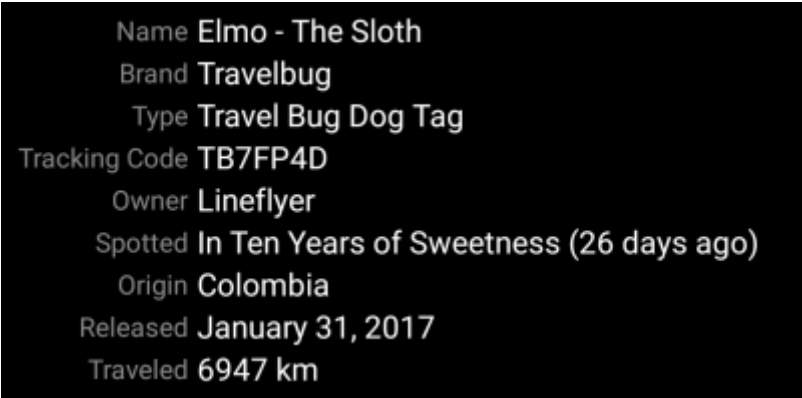 Name Elmo - The Sloth
Brand Travelbug
Type Travel Bug Dog Tag
Tracking Code TB7FP4D
Owner Lineflyer
Spotted In Ten Years of Sweetness (26 days ago)
Origin Colombia
Released January 31, 2017
Traveled 6947 km